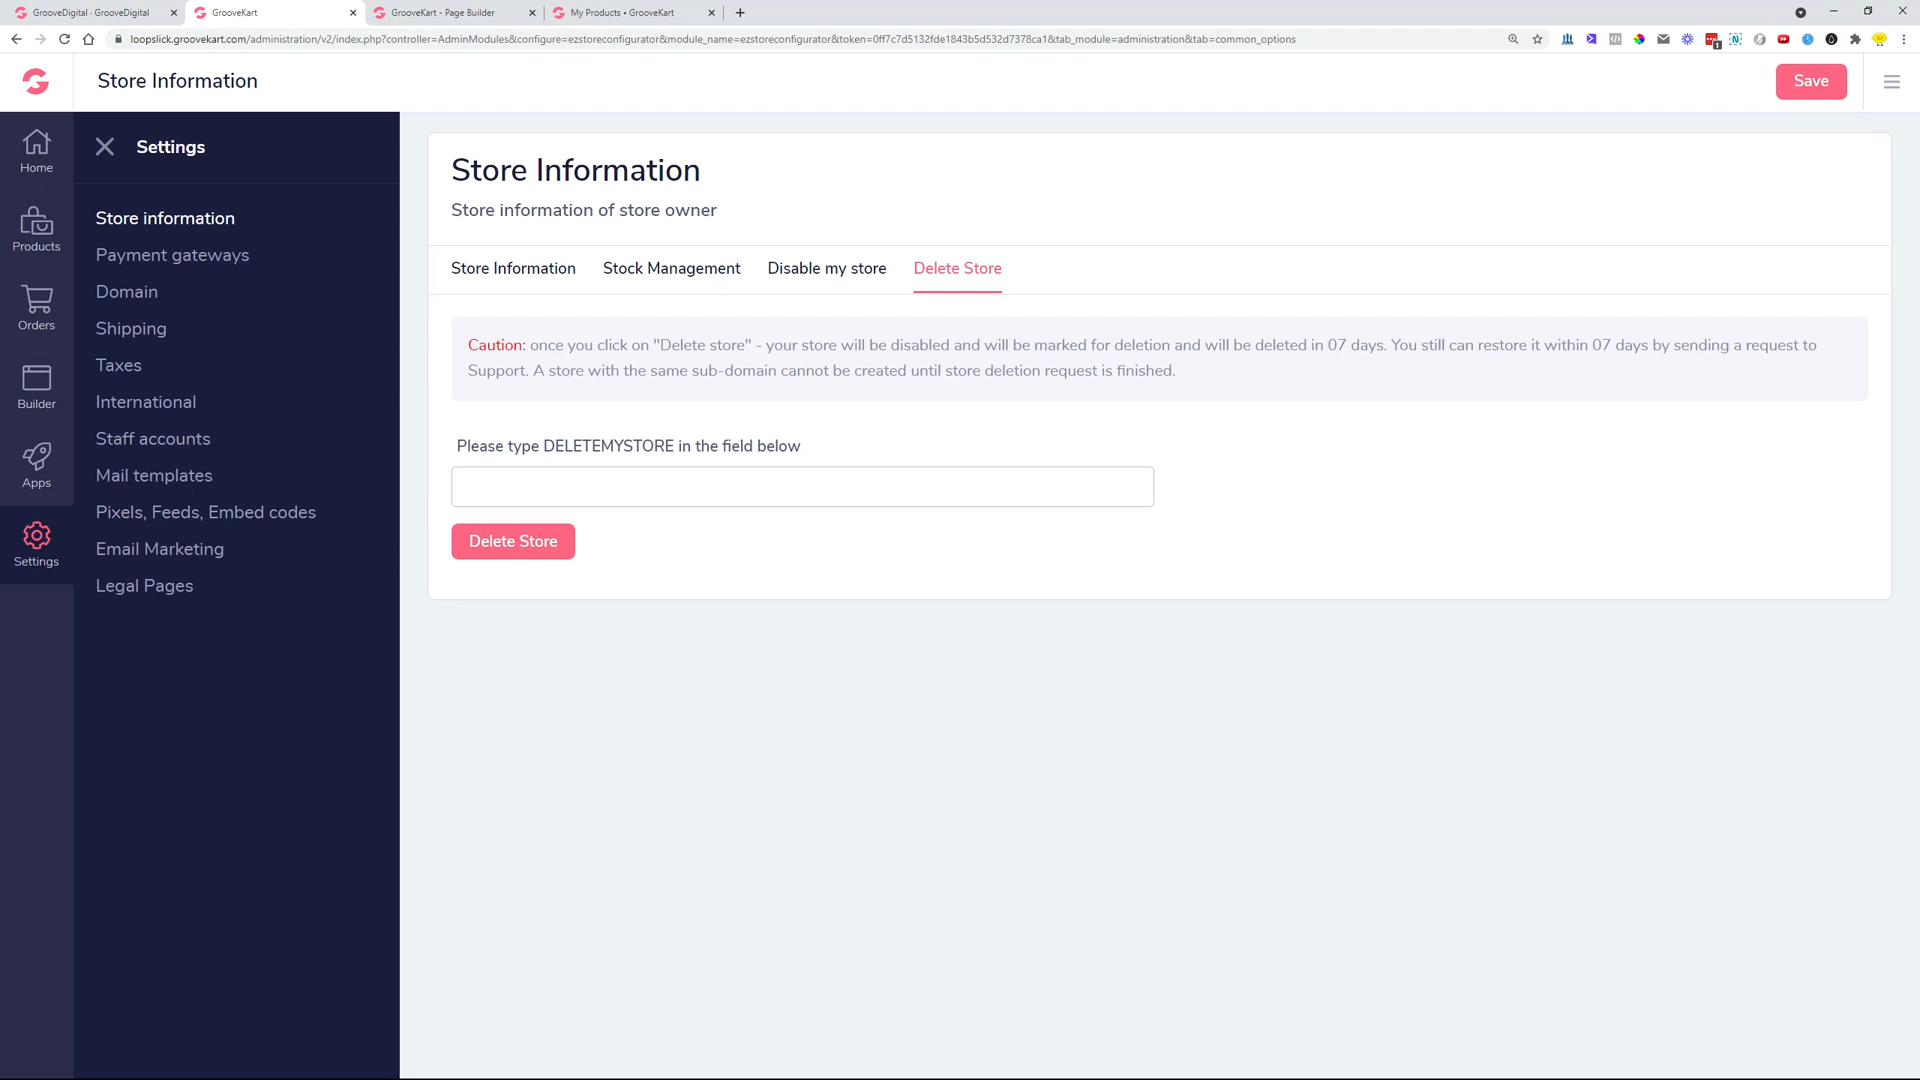 GrooveDigital · GrooveDigital
GrooveKart
GrooveKart - Page Builder
My Products • GrooveKart
loopslick.groovekart.com/administration/v2/index.php?controller=AdminModules&configure=ezstoreconfigurator&module_name=ezstoreconfigurator&token=0ff7c7d5132fde1843b5d532d7378ca1&tab_module=administration&tab=common_options
Store Information
Save
Home
Products
Orders
Builder
Apps
Settings
Settings
Store information
Payment gateways
Domain
Shipping
Taxes
International
Staff accounts
Mail templates
Pixels, Feeds, Embed codes
Email Marketing
Legal Pages
Store Information
Store information of store owner
Store Information
Stock Management
Disable my store
Delete Store
Caution: once you click on "Delete store" - your store will be disabled and will be marked for deletion and will be deleted in 07 days. You still can restore it within 07 days by sending a request to
Support. A store with the same sub-domain cannot be created until store deletion request is finished.
Please type DELETEMYSTORE in the field below
Delete Store